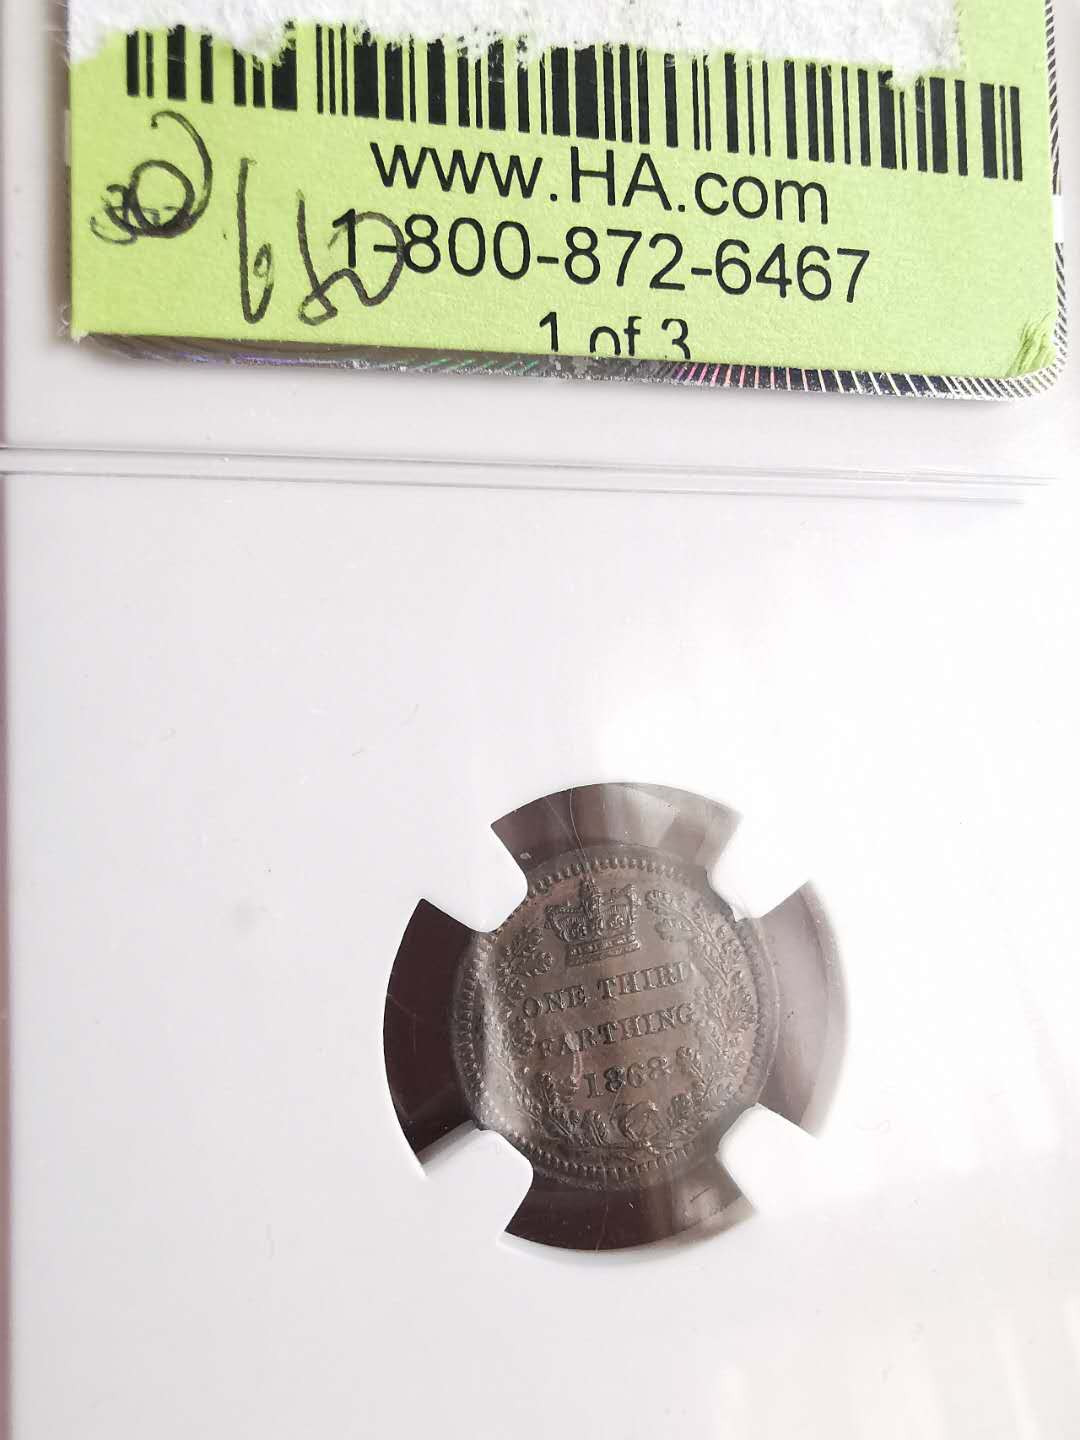 www.HA.com
1-800-872-6467
1 of 3
ONE THIRD
FARTHING
1868